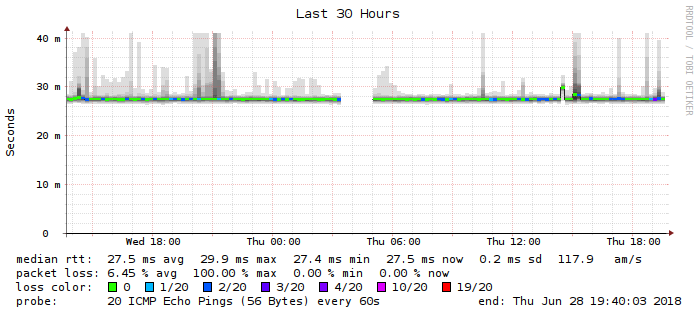 Last 30 Hours
RRDTOOL / TOBI OETIKER
Seconds
40 m
30 m
20 m
10 m
0
Wed 18:00 Thu 00:00 Thu 06:00 Thu 12:00 Thu 18:00
median rtt: 27.5 ms avg 29.9 ms max 27.4 ms min 27.5 ms now 0.2 ms sd 117.9 am/s
packet loss: 6.45 % avg 100.00 % max 0.00 % min 0.00 % now
loss color: 0 1/20 2/20 3/20 4/20 10/20 19/20
probe: 20 ICMP Echo Pings (56 Bytes) every 60s end: Thu Jun 28 19:40:03 2018